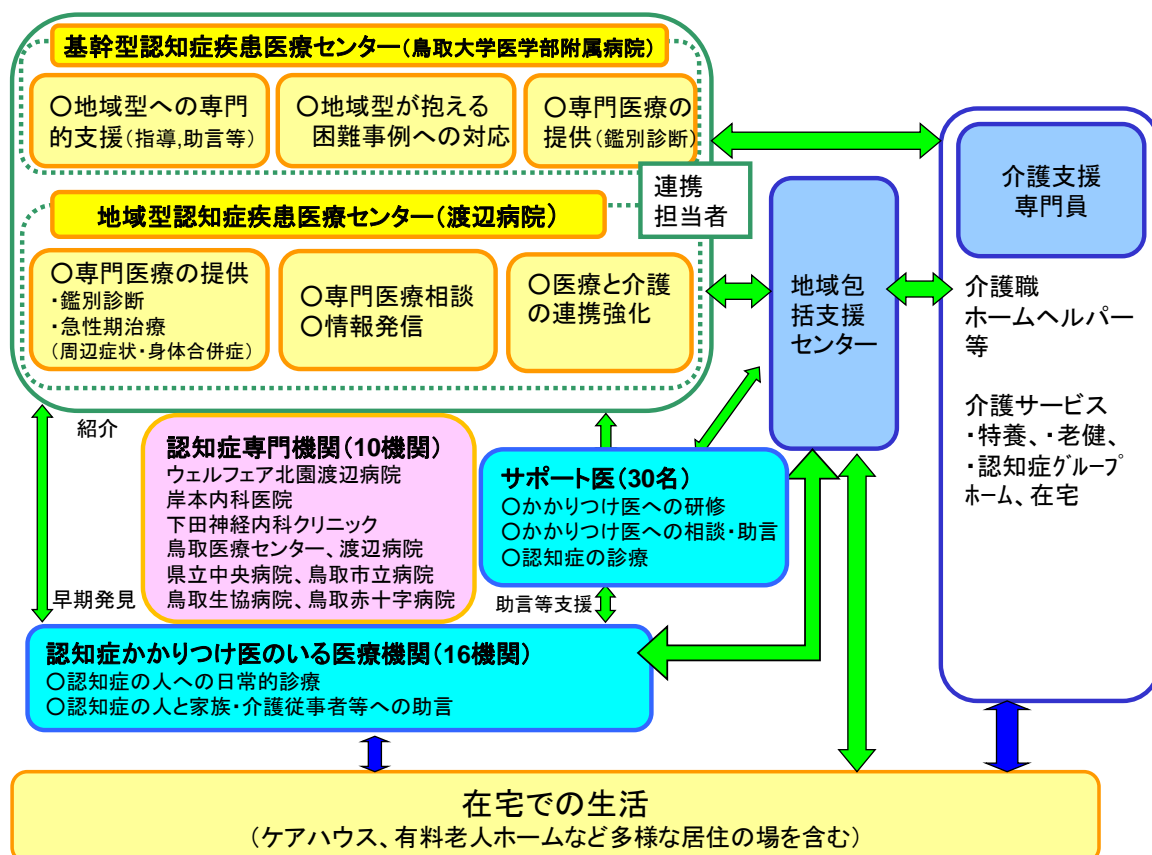 基幹型認知症疾患医療センター(鳥取大学医学部附属病院)
〇地域型への専門
的支援(指導,助言等)
〇地域型が抱える
困難事例への対応
〇専門医療の
提供(鑑別診断)
連携
担当者
地域型認知症疾患医療センター(渡辺病院)
〇専門医療の提供
・鑑別診断
・急性期治療
(周辺症状・身体合併症)
〇専門医療相談
〇情報発信
〇医療と介護
の連携強化
地域包
括支援
センター
介護支援
専門員
介護職
ホームヘルパー
等
介護サービス
・特養、・老健、
・認知症グループ
ホーム、在宅
紹介
早期発見
認知症専門機関(10機関)
ウェルフェア北園渡辺病院
岸本内科医院
下田神経内科クリニック
鳥取医療センター、渡辺病院
県立中央病院、鳥取市立病院
鳥取生協病院、鳥取赤十字病院
サポート医(30名)
〇かかりつけ医への研修
〇かかりつけ医への相談・助言
〇認知症の診療
助言等支援
認知症かかりつけ医のいる医療機関(16機関)
〇認知症の人への日常的診療
〇認知症の人と家族・介護従事者等への助言
在宅での生活
(ケアハウス、有料老人ホームなど多様な居住の場を含む)